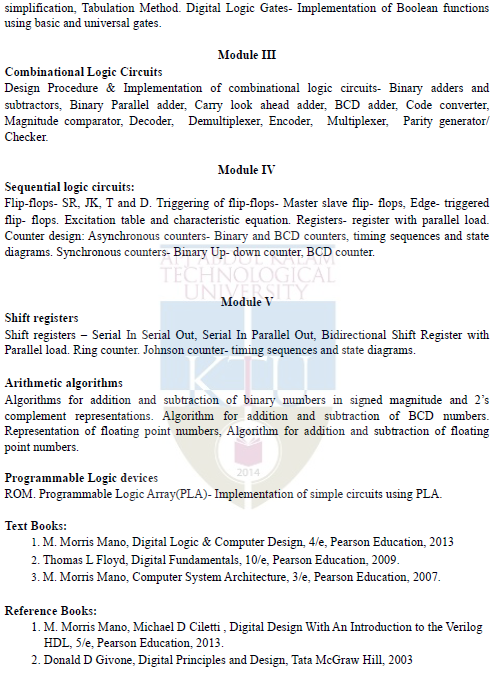 simplification, Tabulation Method. Digital Logic Gates- Implementation of Boolean functions
using basic and universal gates.
Module III
Combinational Logic Circuits
Design Procedure & Implementation of combinational logic circuits- Binary adders and
subtractors, Binary Parallel adder, Carry look ahead adder, BCD adder, Code converter,
Magnitude comparator, Decoder, Demultiplexer, Encoder, Multiplexer, Parity generator/
Checker.
Module IV
Sequential logic circuits:
Flip-flops- SR, JK, T and D. Triggering of flip-flops- Master slave flip- flops, Edge- triggered
flip- flops. Excitation table and characteristic equation. Registers- register with parallel load.
Counter design: Asynchronous counters- Binary and BCD counters, timing sequences and state
diagrams. Synchronous counters- Binary Up- down counter, BCD counter.
APJ ABDUL KALAM
TECHNOLOGICAL
UNIVERSITY
Module V
Shift registers
Shift registers – Serial In Serial Out, Serial In Parallel Out, Bidirectional Shift Register with
Parallel load. Ring counter. Johnson counter- timing sequences and state diagrams.
KTU
Arithmetic algorithms
Algorithms for addition and subtraction of binary numbers in signed magnitude and 2’s
complement representations. Algorithm for addition and subtraction of BCD numbers.
Representation of floating point numbers, Algorithm for addition and subtraction of floating
point numbers.
2014
Programmable Logic devices
ROM. Programmable Logic Array(PLA)- Implementation of simple circuits using PLA.
Text Books:
1. M. Morris Mano, Digital Logic & Computer Design, 4/e, Pearson Education, 2013
2. Thomas L Floyd, Digital Fundamentals, 10/e, Pearson Education, 2009.
3. M. Morris Mano, Computer System Architecture, 3/e, Pearson Education, 2007.
Reference Books:
1. M. Morris Mano, Michael D Ciletti , Digital Design With An Introduction to the Verilog
HDL, 5/e, Pearson Education, 2013.
2. Donald D Givone, Digital Principles and Design, Tata McGraw Hill, 2003